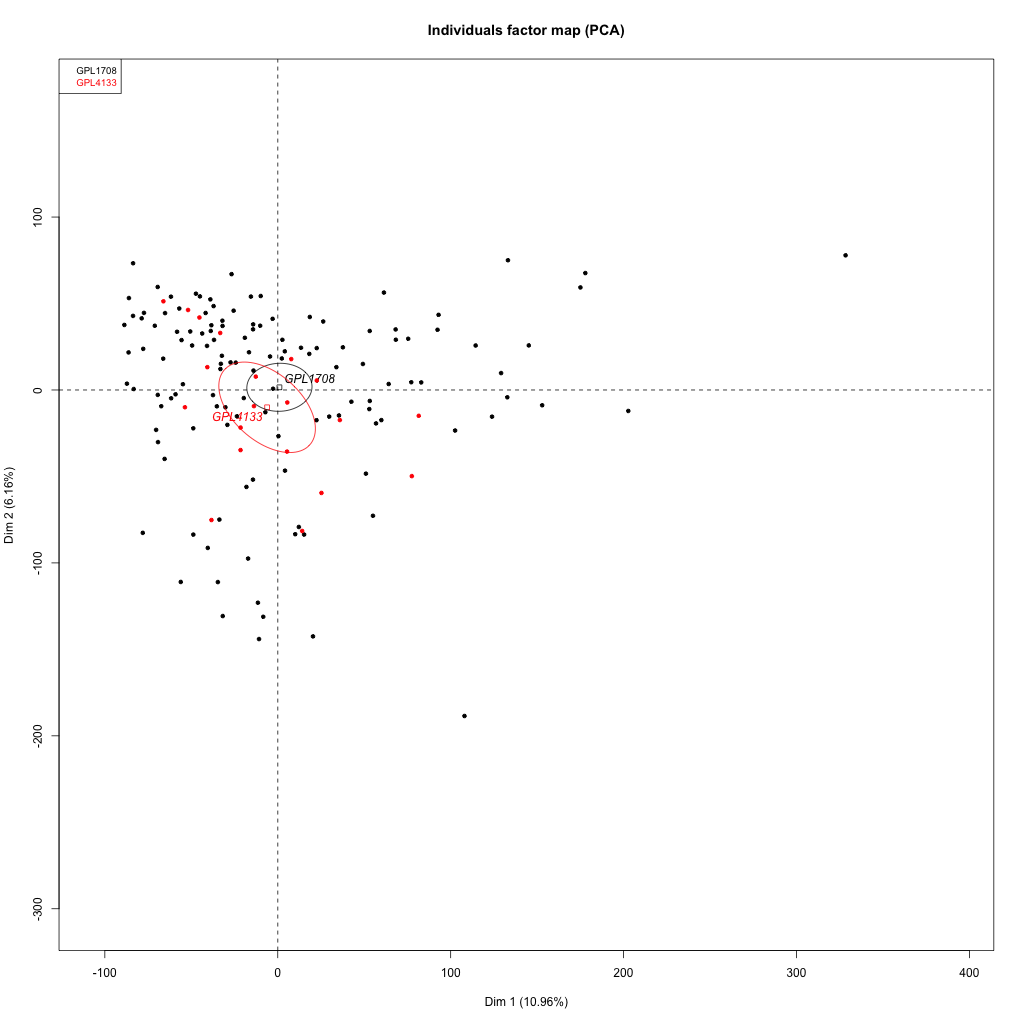 Individuals factor map (PCA)
GPL1708
GPL4133
100
0
-100
-200
-300
Dim 2 (6.16%)
GPL1708
GPL4133
-100
0
100
200
300
400
Dim 1 (10.96%)